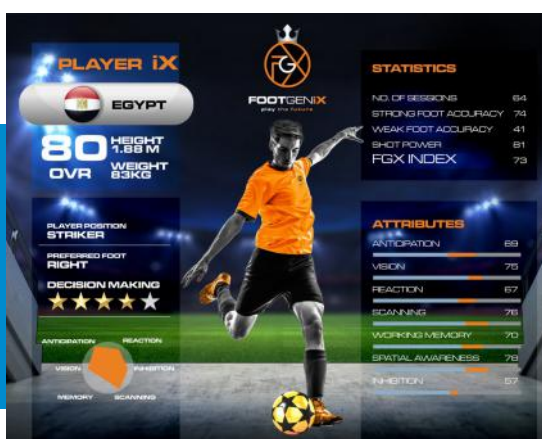 PLAYER iX
EGYPT
80
OVR
HEIGHT
1.88 M
WEIGHT
83KG
PLAYER POSITION
STRIKER
PREFERRED FOOT
RIGHT
DECISION MAKING
ANTICIPATION
REACTION
VISION
INHIBITION
MEMORY
SCANNING
FGX
FOOTGENIX
play the future
STATISTICS
NO. OF SESSIONS 64
STRONG FOOT ACCURACY 74
WEAK FOOT ACCURACY 41
SHOT POWER 81
FGX INDEX 73
ATTRIBUTES
ANTICIPATION 69
VISION 75
REACTION 67
SCANNING 76
WORKING MEMORY 70
SPATIAL AWARENESS 78
INHIBITION 57